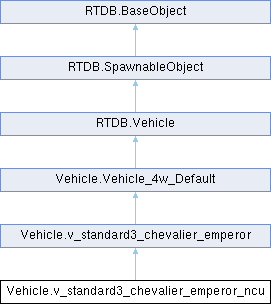 RTDB.BaseObject
RTDB.SpawnableObject
RTDB.Vehicle
Vehicle.Vehicle_4w_Default
Vehicle.v_standard3_chevalier_emperor
Vehicle.v_standard3_chevalier_emperor_ncu